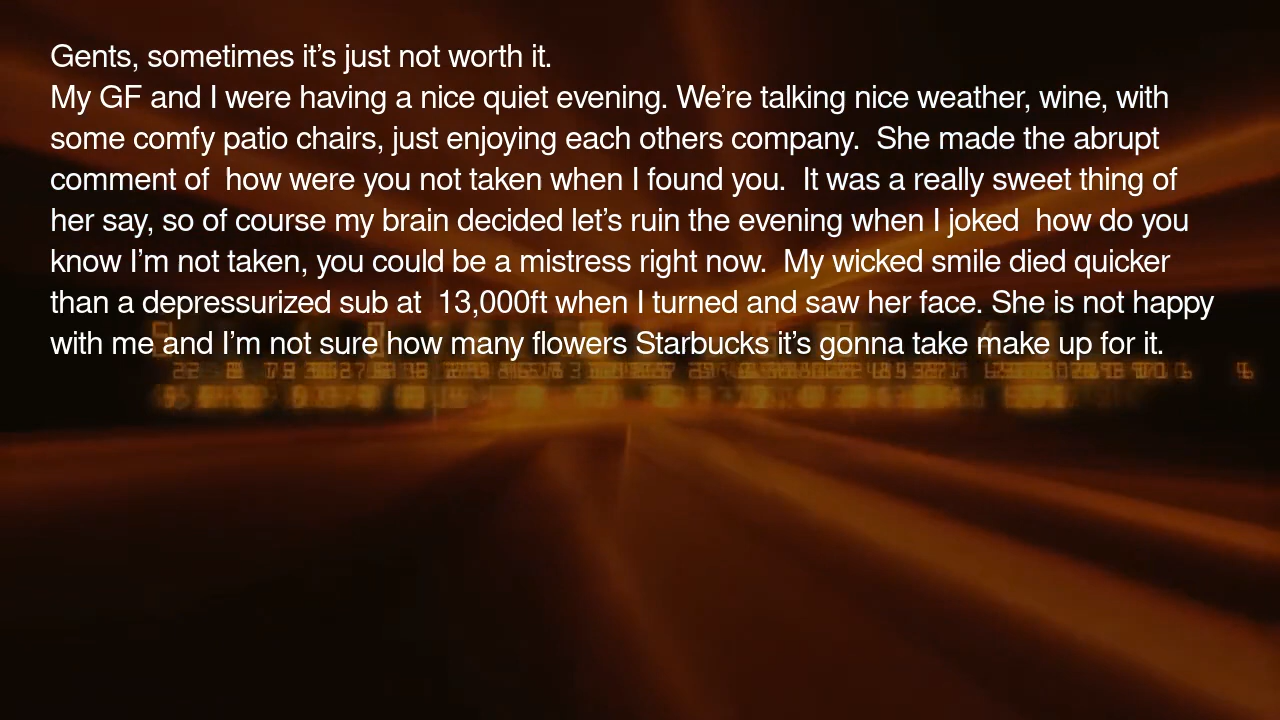 Gents, sometimes it’s just not worth it.
My GF and I were having a nice quiet evening. We’re talking nice weather, wine, with
some comfy patio chairs, just enjoying each others company.  She made the abrupt
comment of  how were you not taken when I found you.  It was a really sweet thing of
her say, so of course my brain decided let’s ruin the evening when I joked  how do you
know I’m not taken, you could be a mistress right now.  My wicked smile died quicker
than a depressurized sub at  13,000ft when I turned and saw her face. She is not happy
with me and I’m not sure how many flowers Starbucks it’s gonna take make up for it.